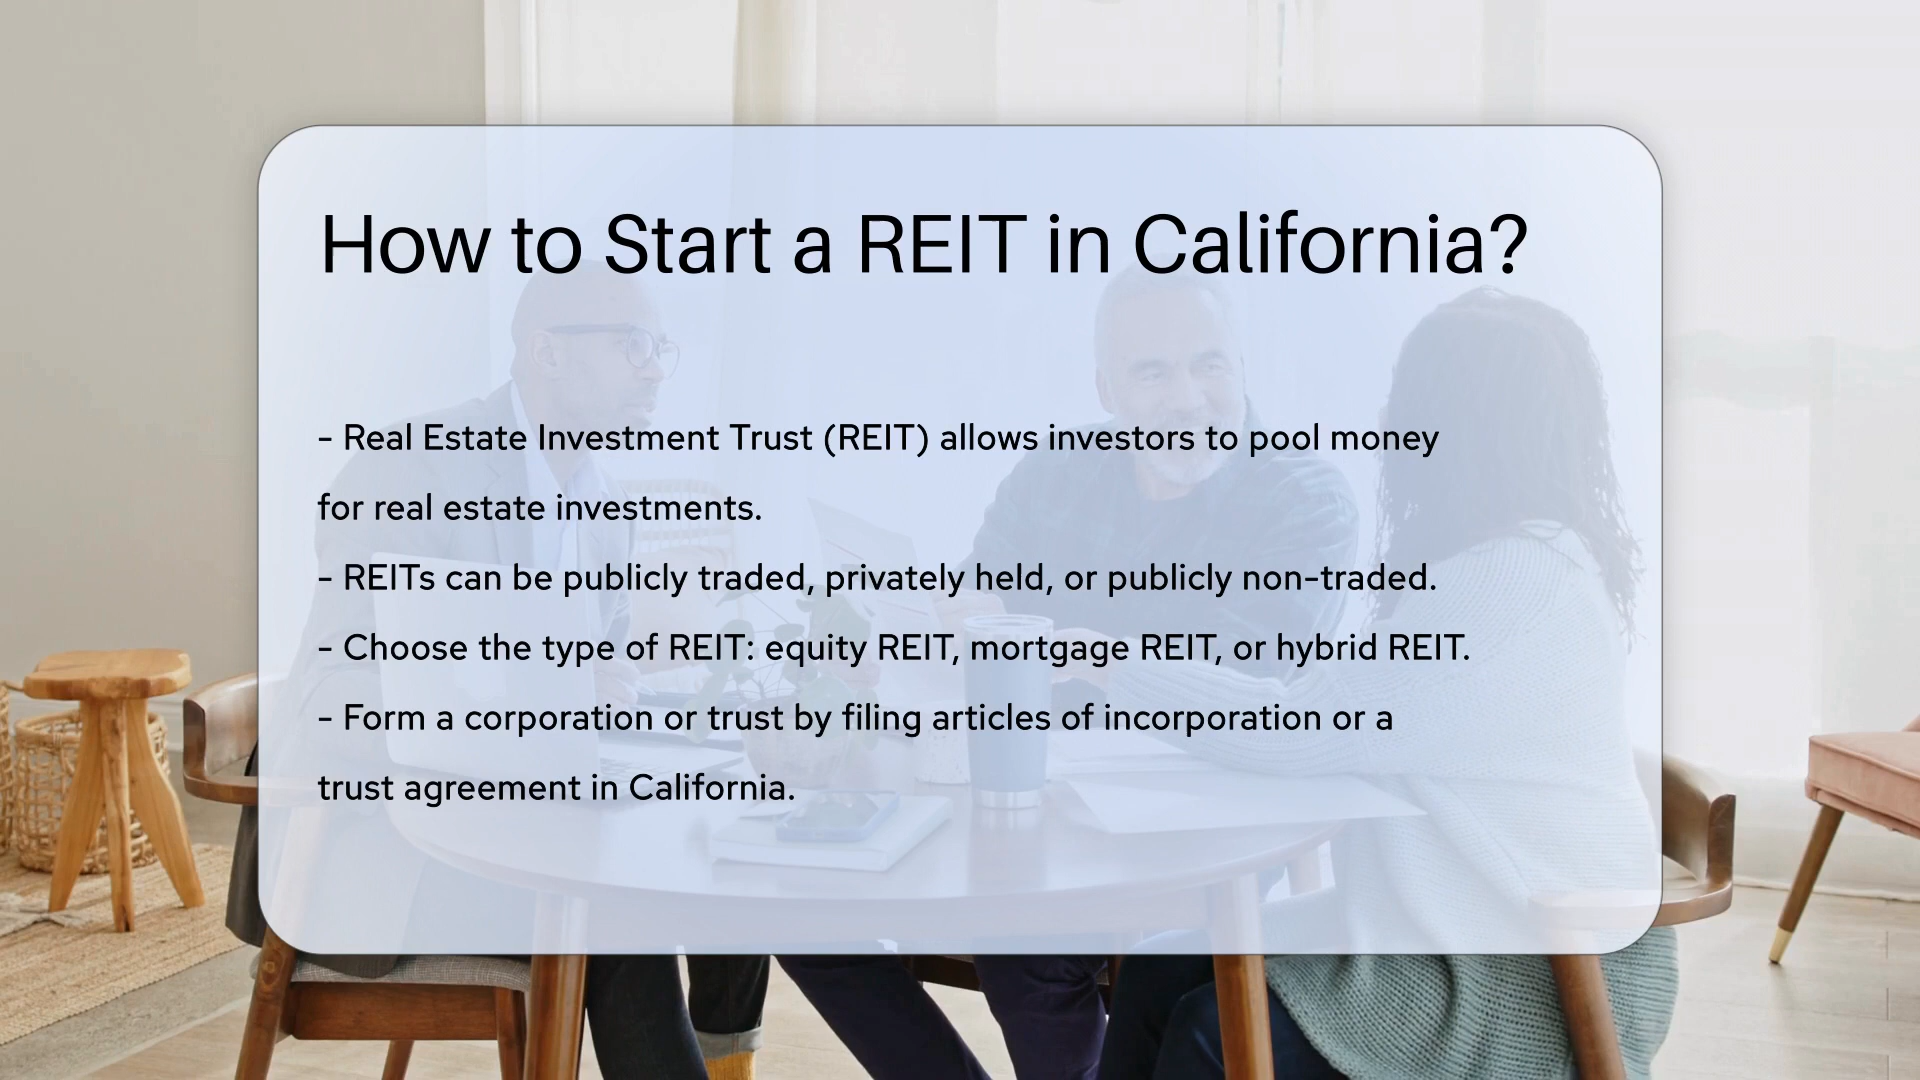 How to Start a REIT in California?
- Real Estate Investment Trust (REIT) allows investors to pool money
for real estate investments.
- REITs can be publicly traded, privately held, or publicly non-traded.
- Choose the type of REIT: equity REIT, mortgage REIT, or hybrid REIT.
- Form a corporation or trust by filing articles of incorporation or a
trust agreement in California.